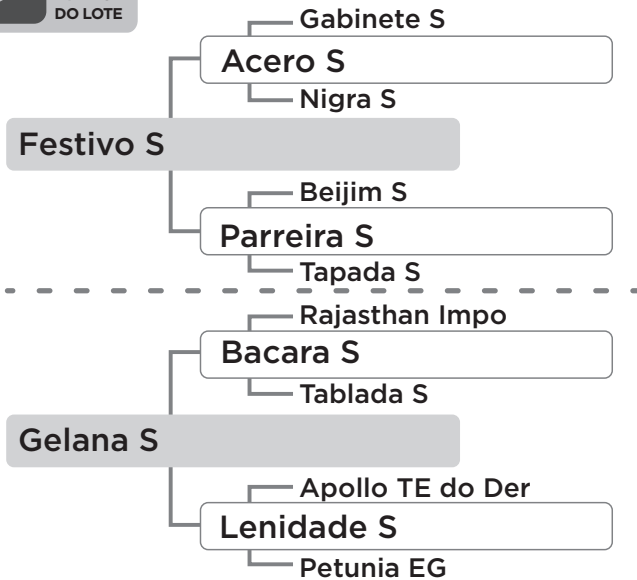 DO LOTE
Gabinete S
Acero S
Nigra S
Festivo S
Beijim S
Parreira S
Tapada S
Rajasthan Impo
Bacara S
Tablada S
Gelana S
Apollo TE do Der
Lenidade S
Petunia EG